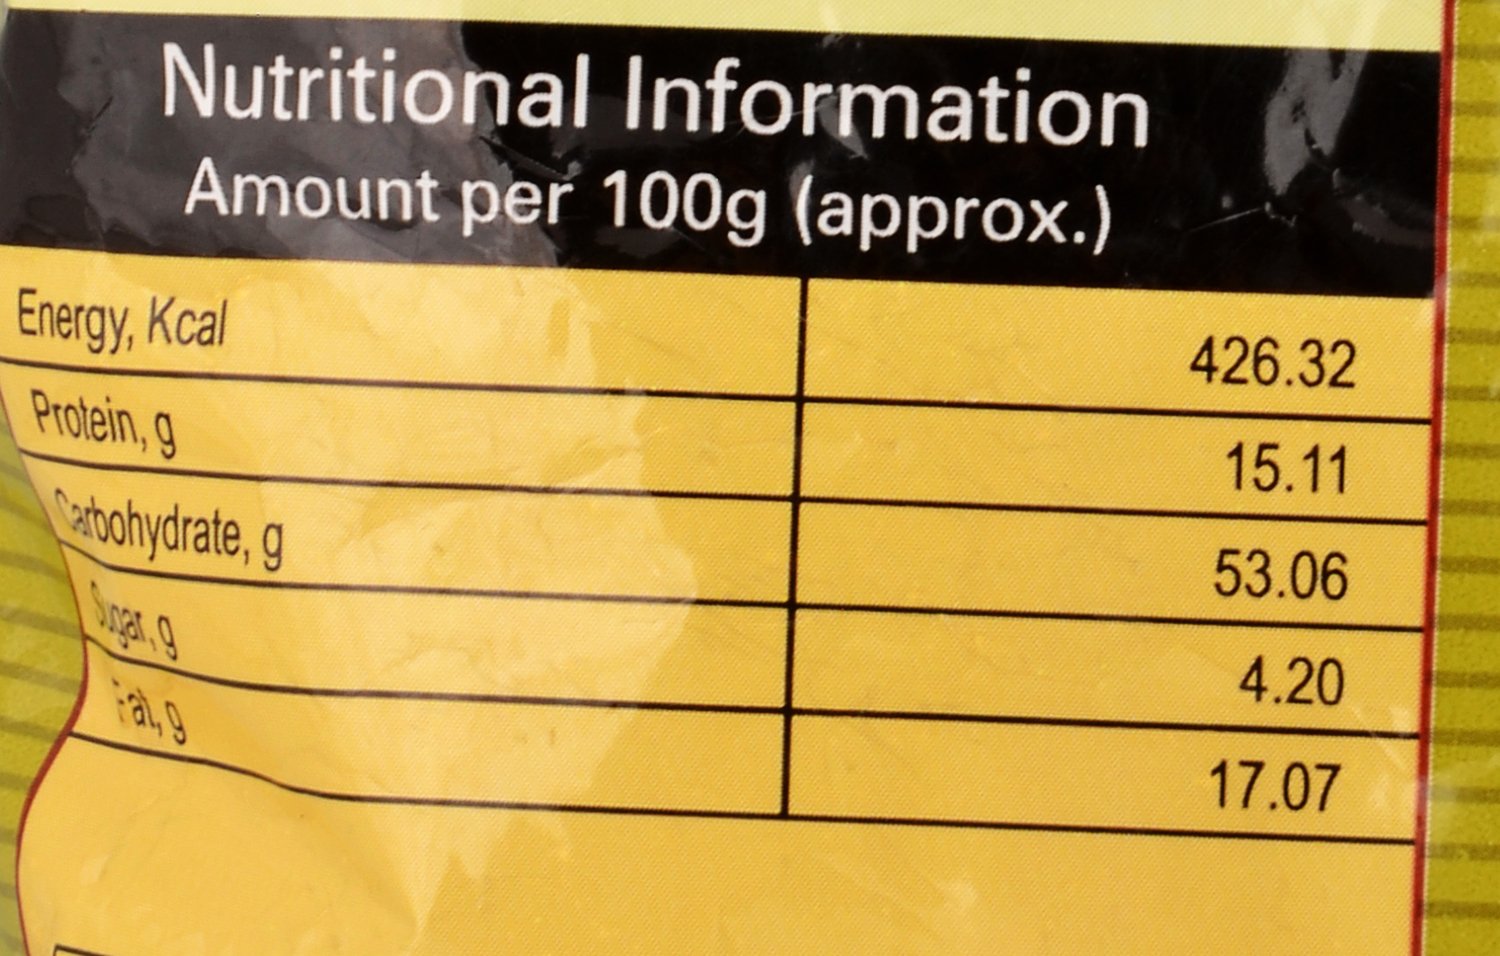 Nutritional Information
Amount per 100g (approx.)
Energy, Kcal 426.32
Protein, g 15.11
Carbohydrate, g 53.06
Sugar, g 4.20
Fat, g 17.07